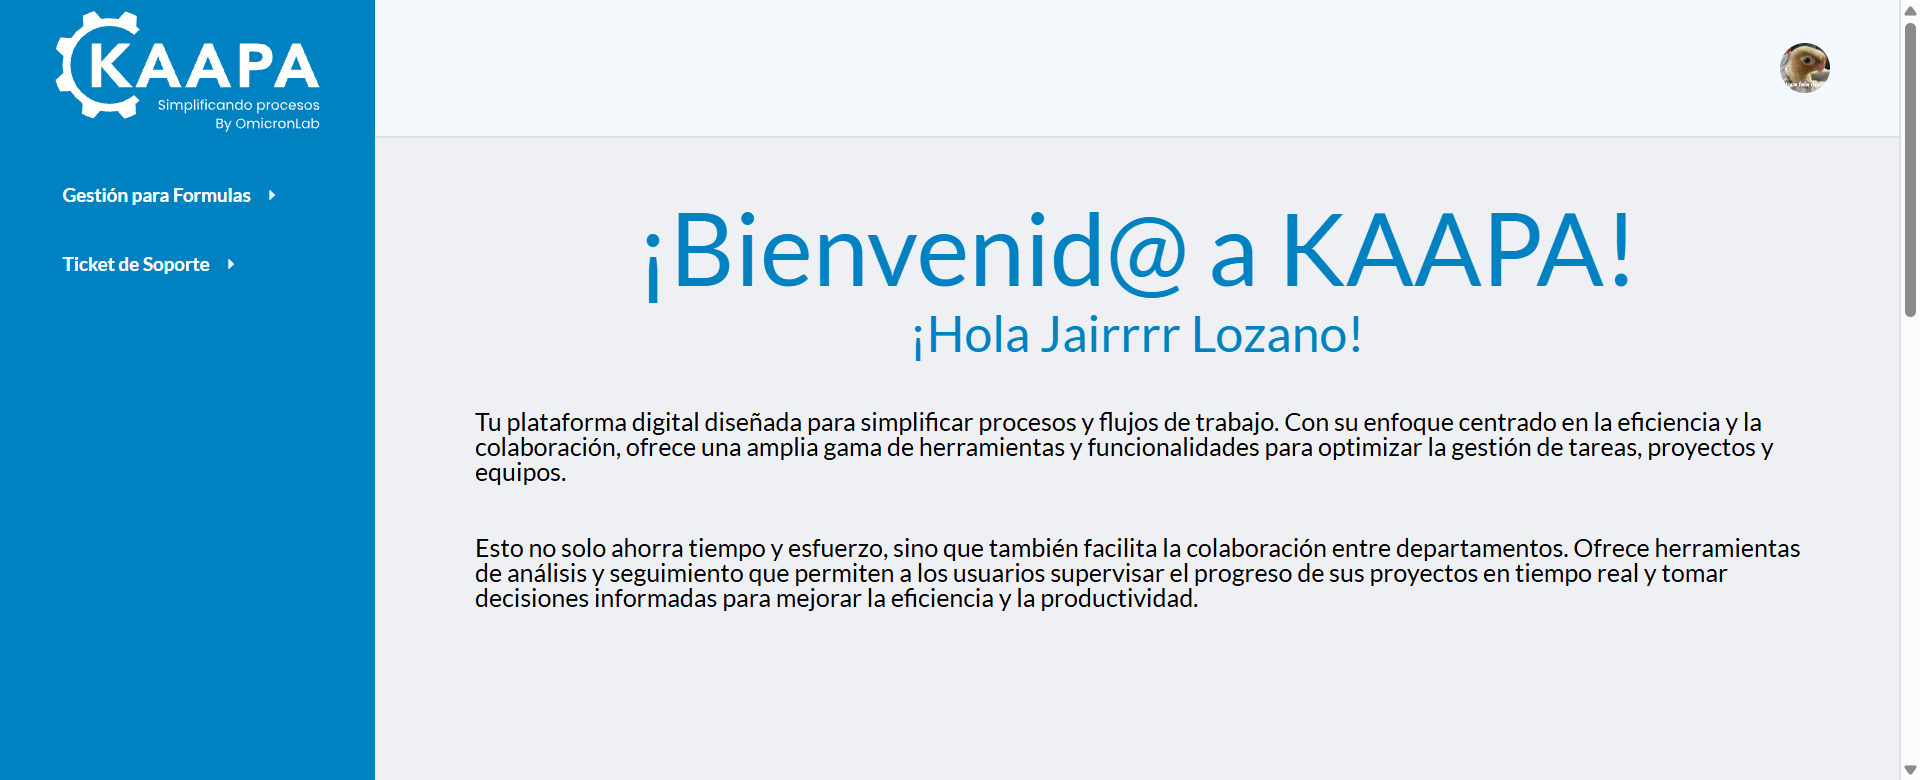 KAAPA
Simplificando procesos
By OmicronLab
Gestión para Formulas
Ticket de Soporte
¡Bienvenid@ a KAAPA!
¡Hola Jairrrr Lozano!
Tu plataforma digital diseñada para simplificar procesos y flujos de trabajo. Con su enfoque centrado en la eficiencia y la
colaboración, ofrece una amplia gama de herramientas y funcionalidades para optimizar la gestión de tareas, proyectos y
equipos.
Esto no solo ahorra tiempo y esfuerzo, sino que también facilita la colaboración entre departamentos. Ofrece herramientas
de análisis y seguimiento que permiten a los usuarios supervisar el progreso de sus proyectos en tiempo real y tomar
decisiones informadas para mejorar la eficiencia y la productividad.